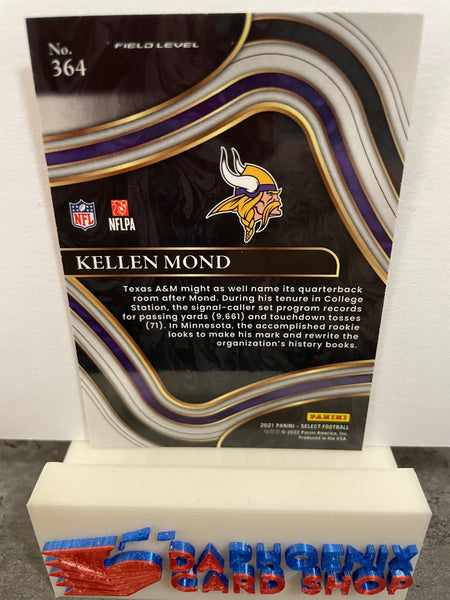 No.
364
FIELD LEVEL
NFL
NFLPA
KELLEN MOND
Texas A&M might as well name its quarterback
room after Mond. During his tenure in College
Station, the signal-caller set program records
for passing yards (9,661) and touchdown tosses
(71). In Minnesota, the accomplished rookie
looks to make his mark and rewrite the
organization's history books.
PANINI
2021 PANINI – SELECT FOOTBALL
© 2022 Panini America, Inc.
Produced in the USA.
DAPHOENIX
CARD SHOP